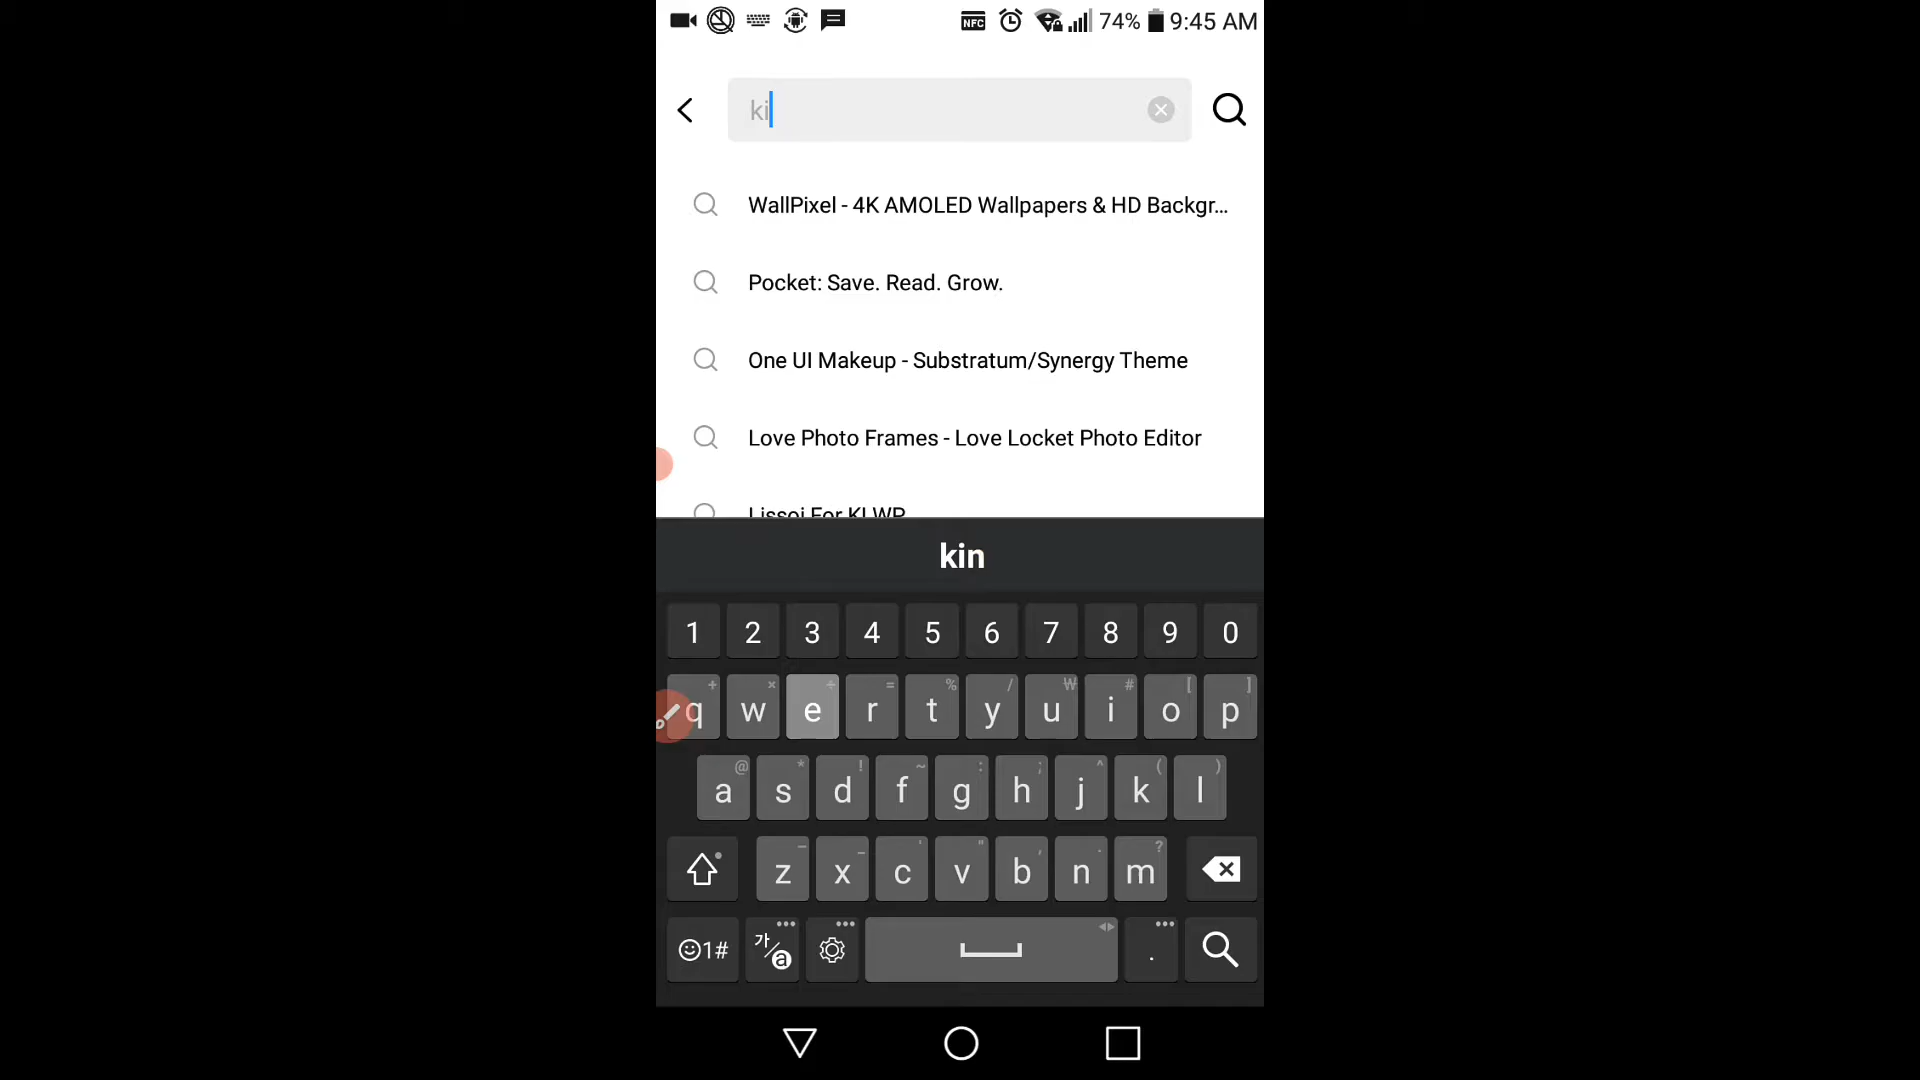 NFC 74% 9:45 AM
ki
WallPixel - 4K AMOLED Wallpapers & HD Backgr...
Pocket: Save. Read. Grow.
One UI Makeup - Substratum/Synergy Theme
Love Photo Frames - Love Locket Photo Editor
Lissoi For KLWP
kin
1 2 3 4 5 6 7 8 9 0
+ × ÷ = % / ₩ # [ ]
q w e r t y u i o p
@ * ! ~ : ; ^ ( )
a s d f g h j k l
– _ ' " , . ?
z x c v b n m
1# 가/a .